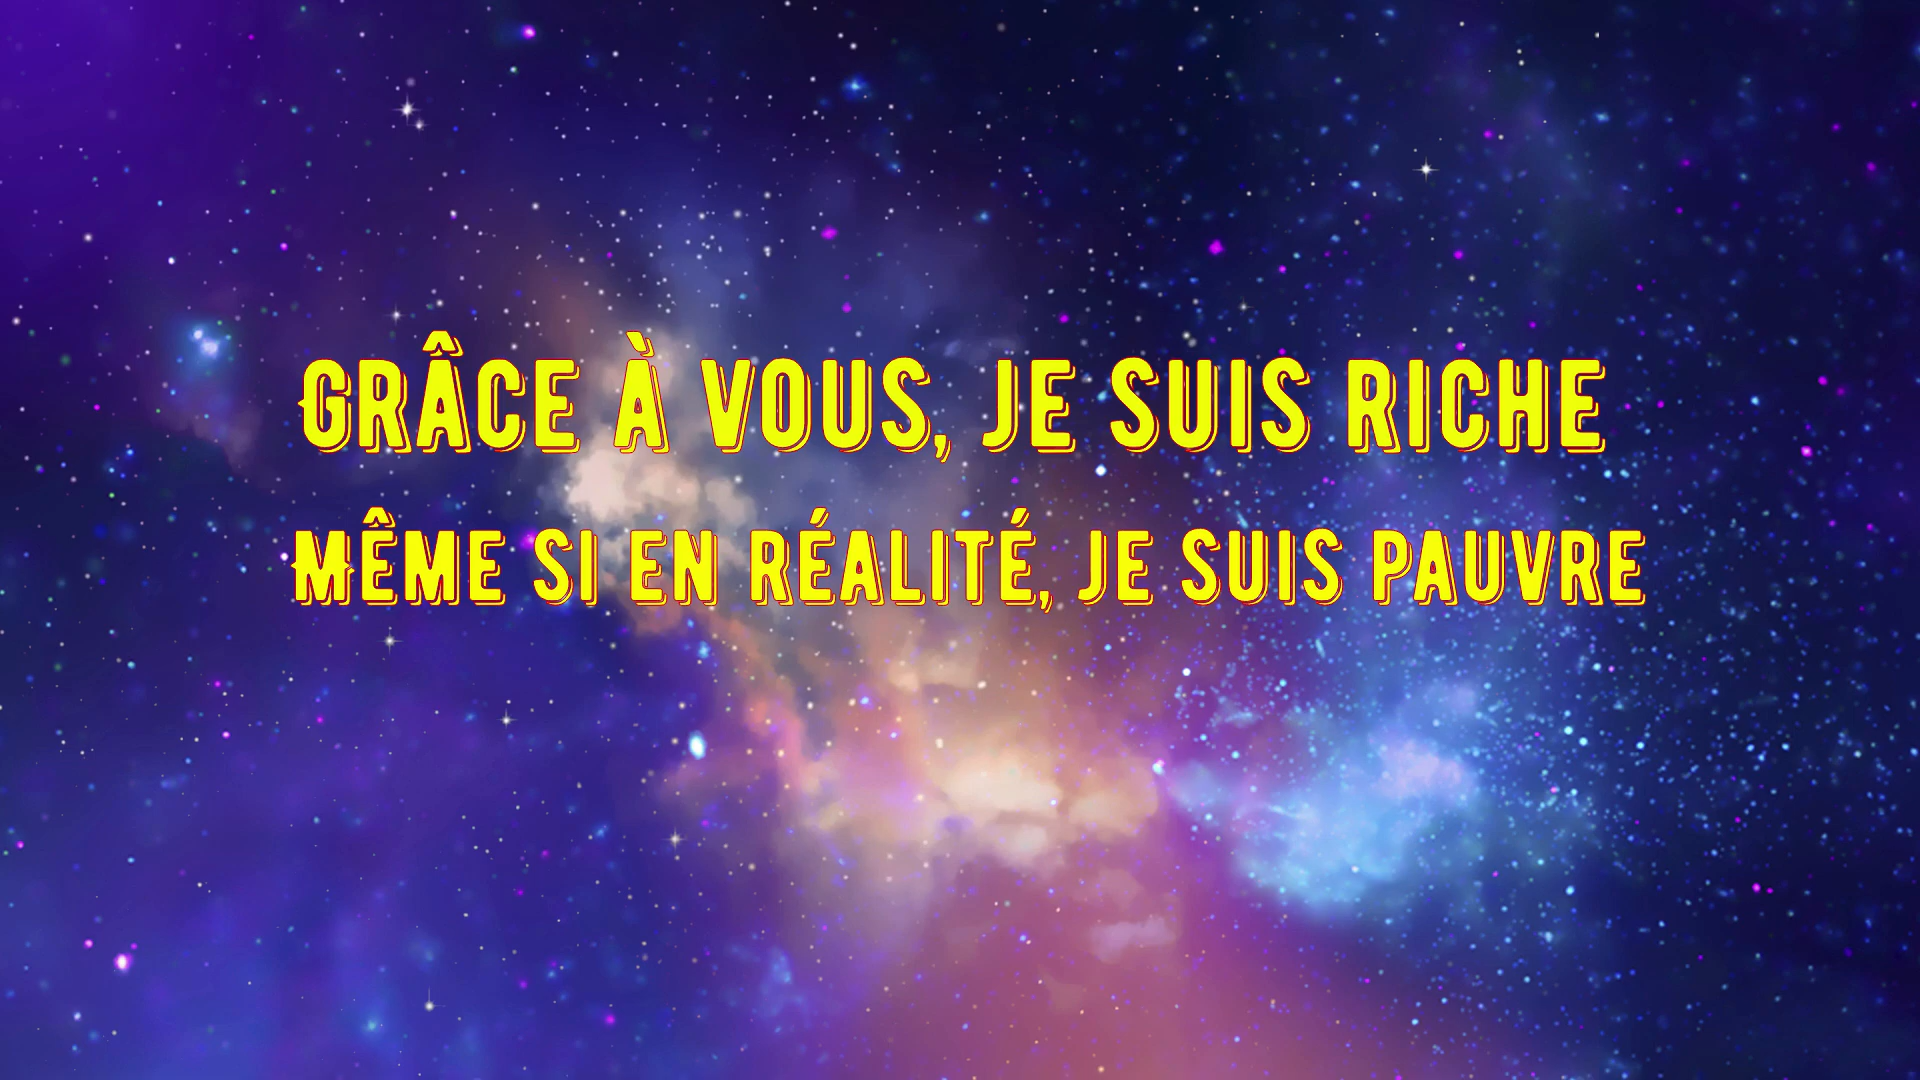 GRÂCE À VOUS, JE SUIS RICHE
MÊME SI EN RÉALITÉ, JE SUIS PAUVRE